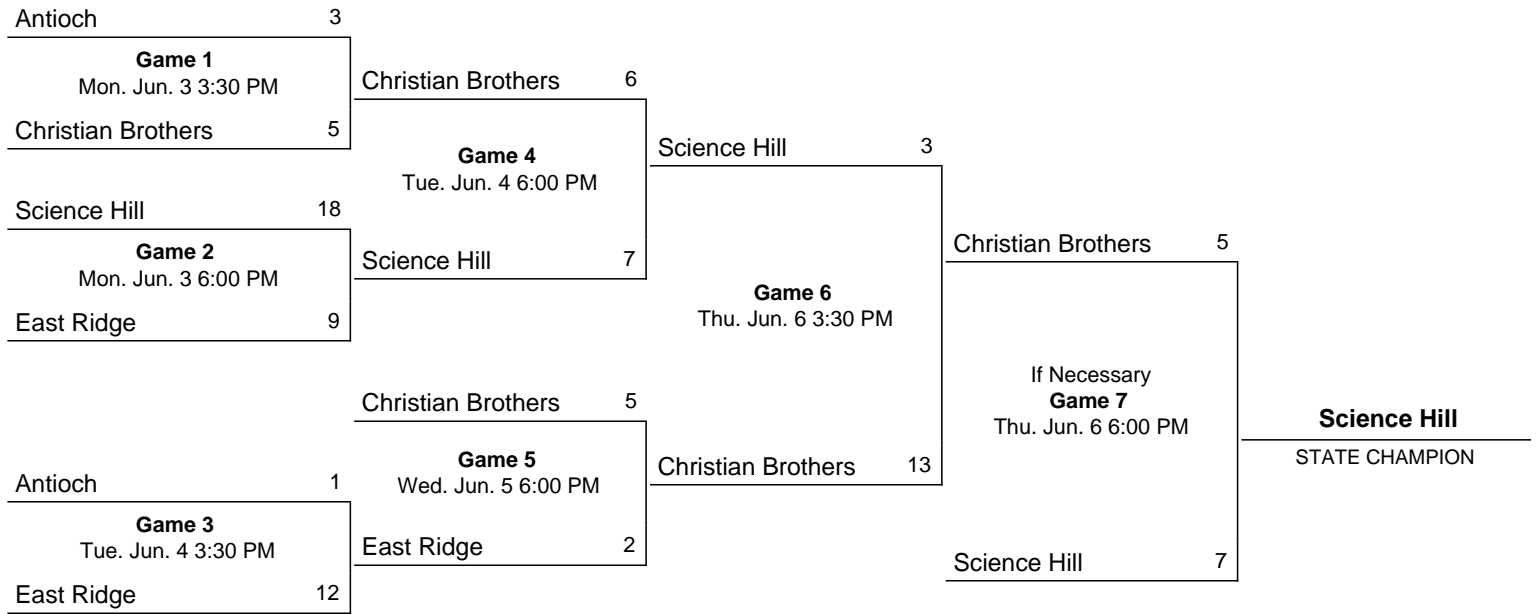 Antioch 3
Game 1
Mon. Jun. 3 3:30 PM
Christian Brothers 5
Science Hill 18
Game 2
Mon. Jun. 3 6:00 PM
East Ridge 9
Antioch 1
Game 3
Tue. Jun. 4 3:30 PM
East Ridge 12
Christian Brothers 6
Game 4
Tue. Jun. 4 6:00 PM
Science Hill 7
Christian Brothers 5
Game 5
Wed. Jun. 5 6:00 PM
East Ridge 2
Science Hill 3
Game 6
Thu. Jun. 6 3:30 PM
Christian Brothers 13
Christian Brothers 5
If Necessary
Game 7
Thu. Jun. 6 6:00 PM
Science Hill 7
Science Hill
STATE CHAMPION